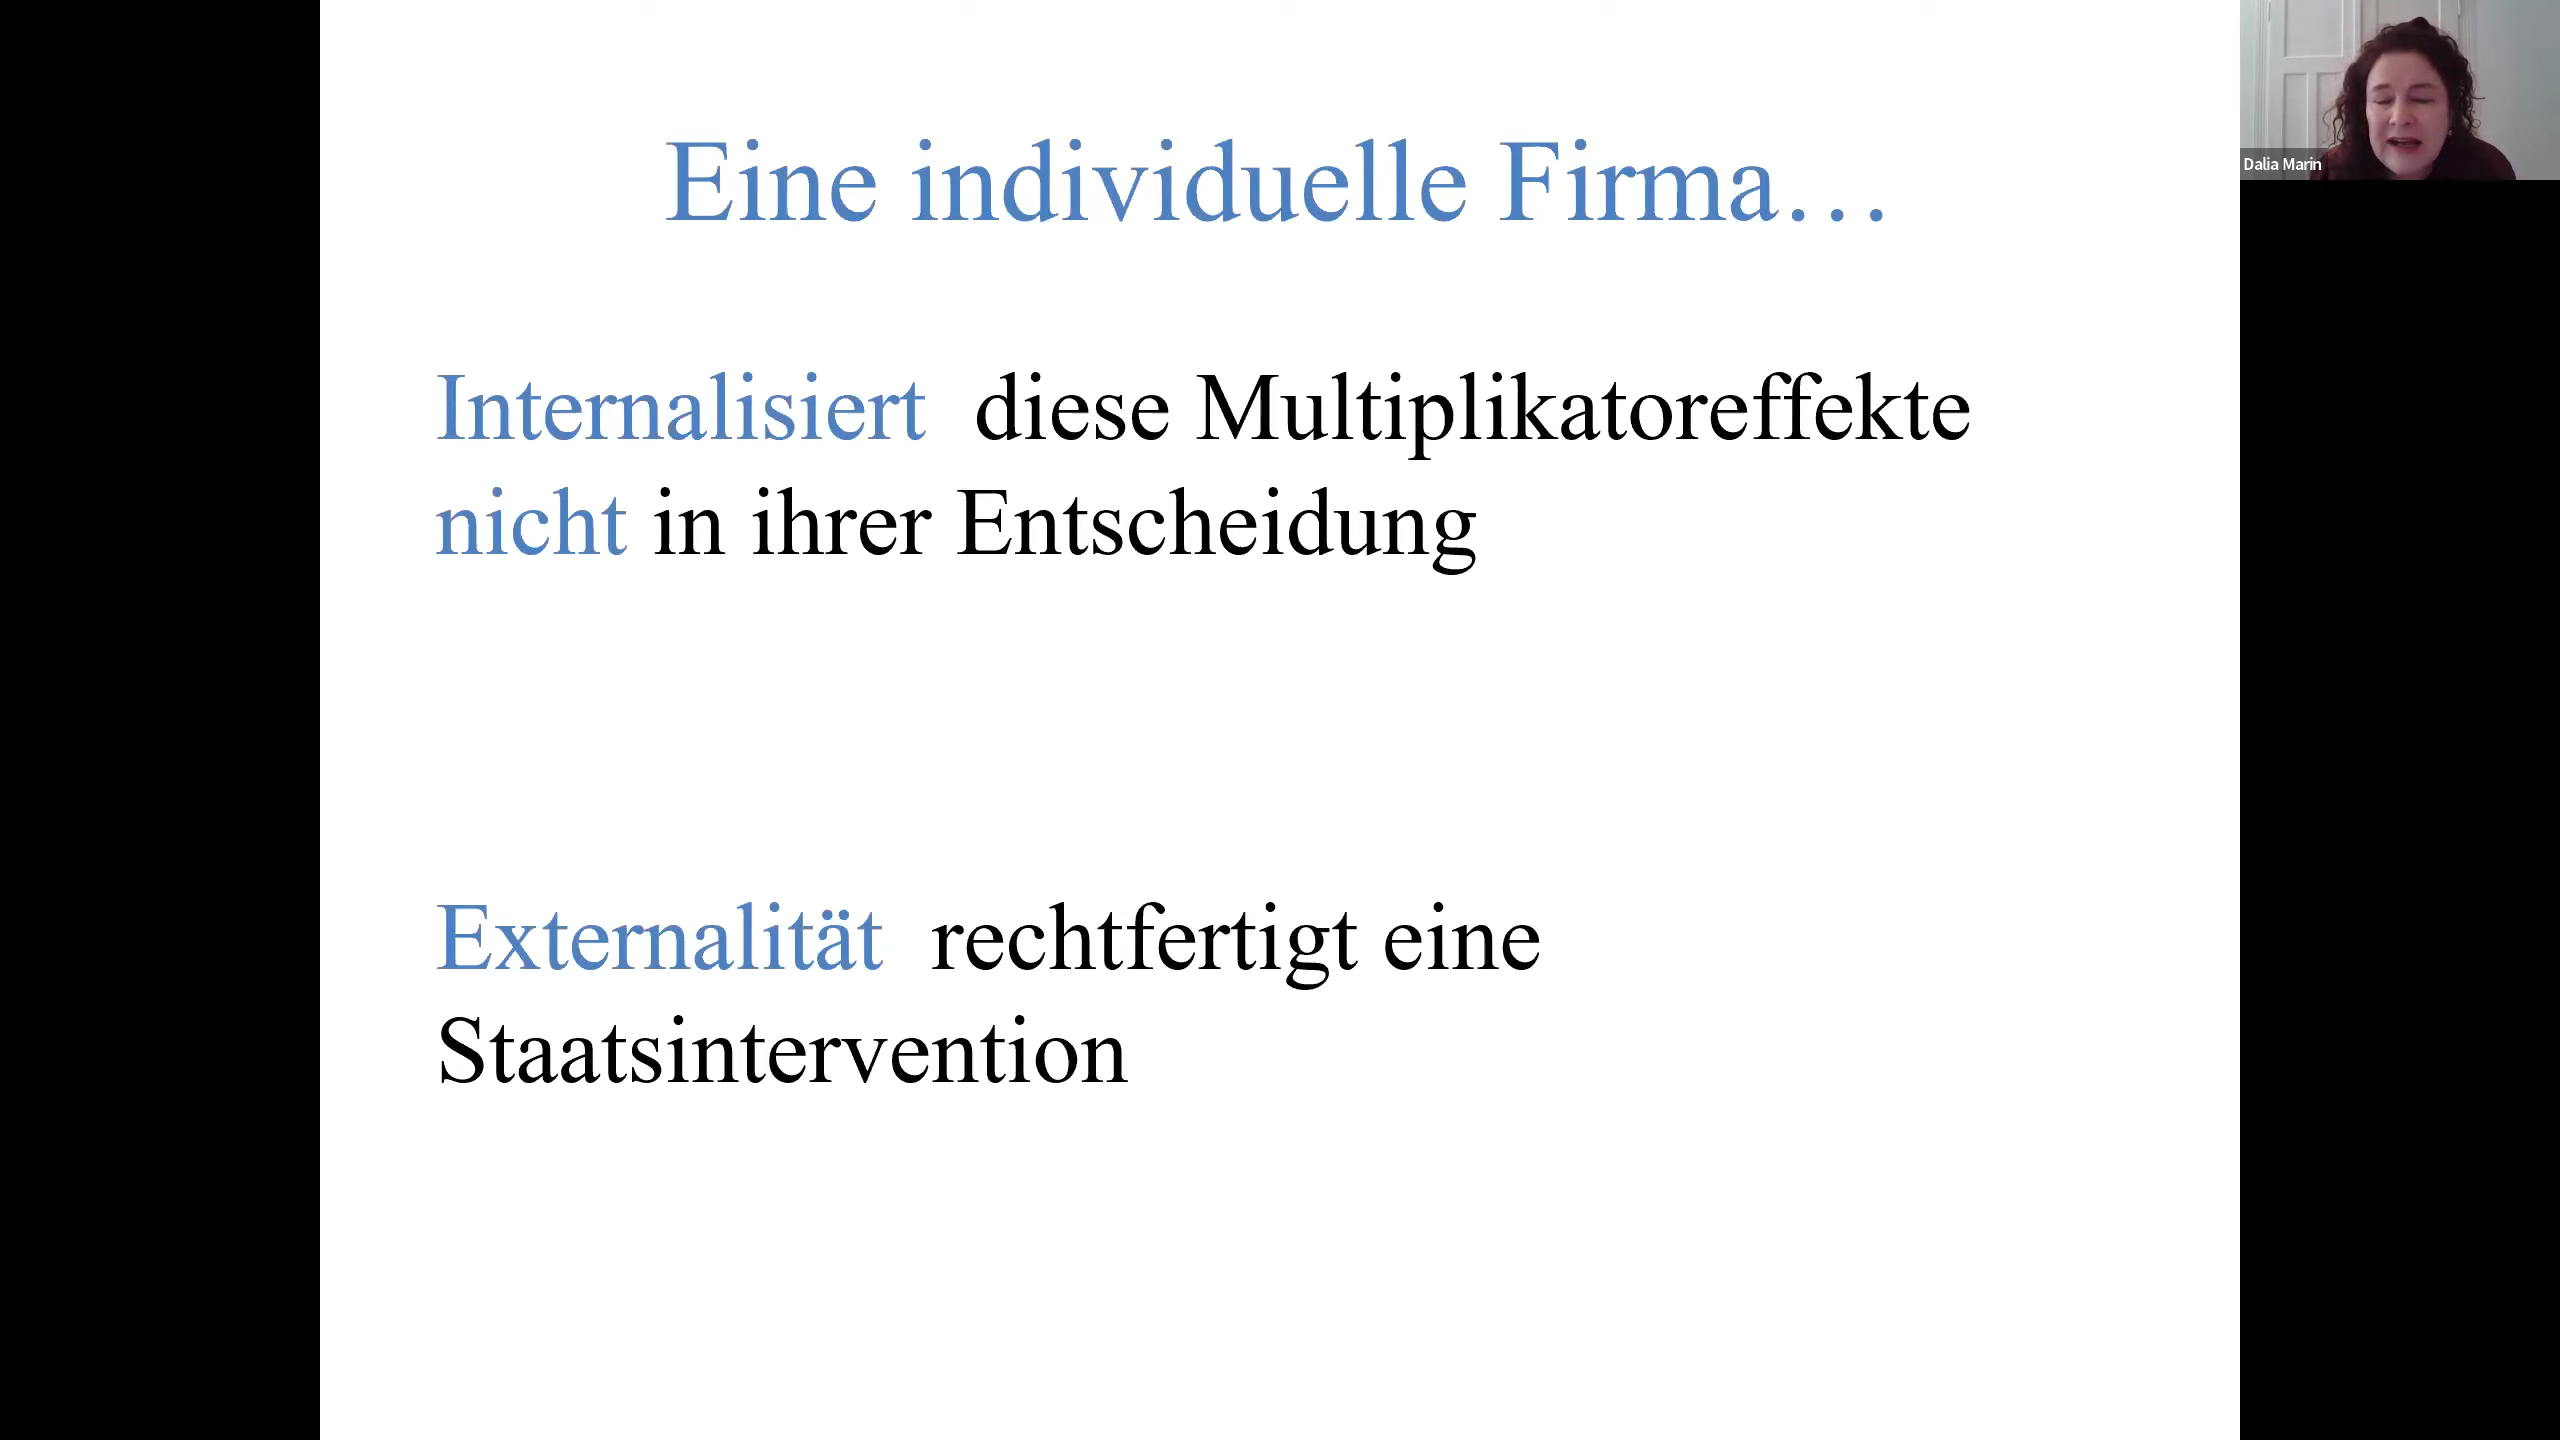 Eine individuelle Firma…
Internalisiert diese Multiplikatoreffekte
nicht in ihrer Entscheidung
Externalität rechtfertigt eine
Staatsintervention
Dalia Marin